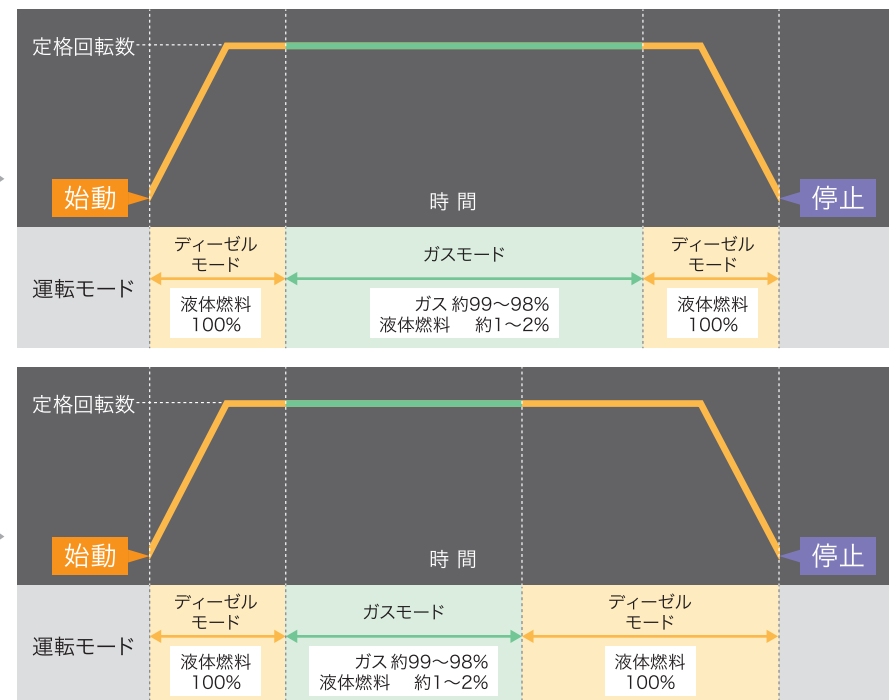 定格回転数
始動
時間
停止
運転モード
ディーゼル
モード
液体燃料
100%
ガスモード
ガス 約99〜98%
液体燃料 約1〜2%
ディーゼル
モード
液体燃料
100%
定格回転数
始動
時間
停止
運転モード
ディーゼル
モード
液体燃料
100%
ガスモード
ガス 約99〜98%
液体燃料 約1〜2%
ディーゼル
モード
液体燃料
100%